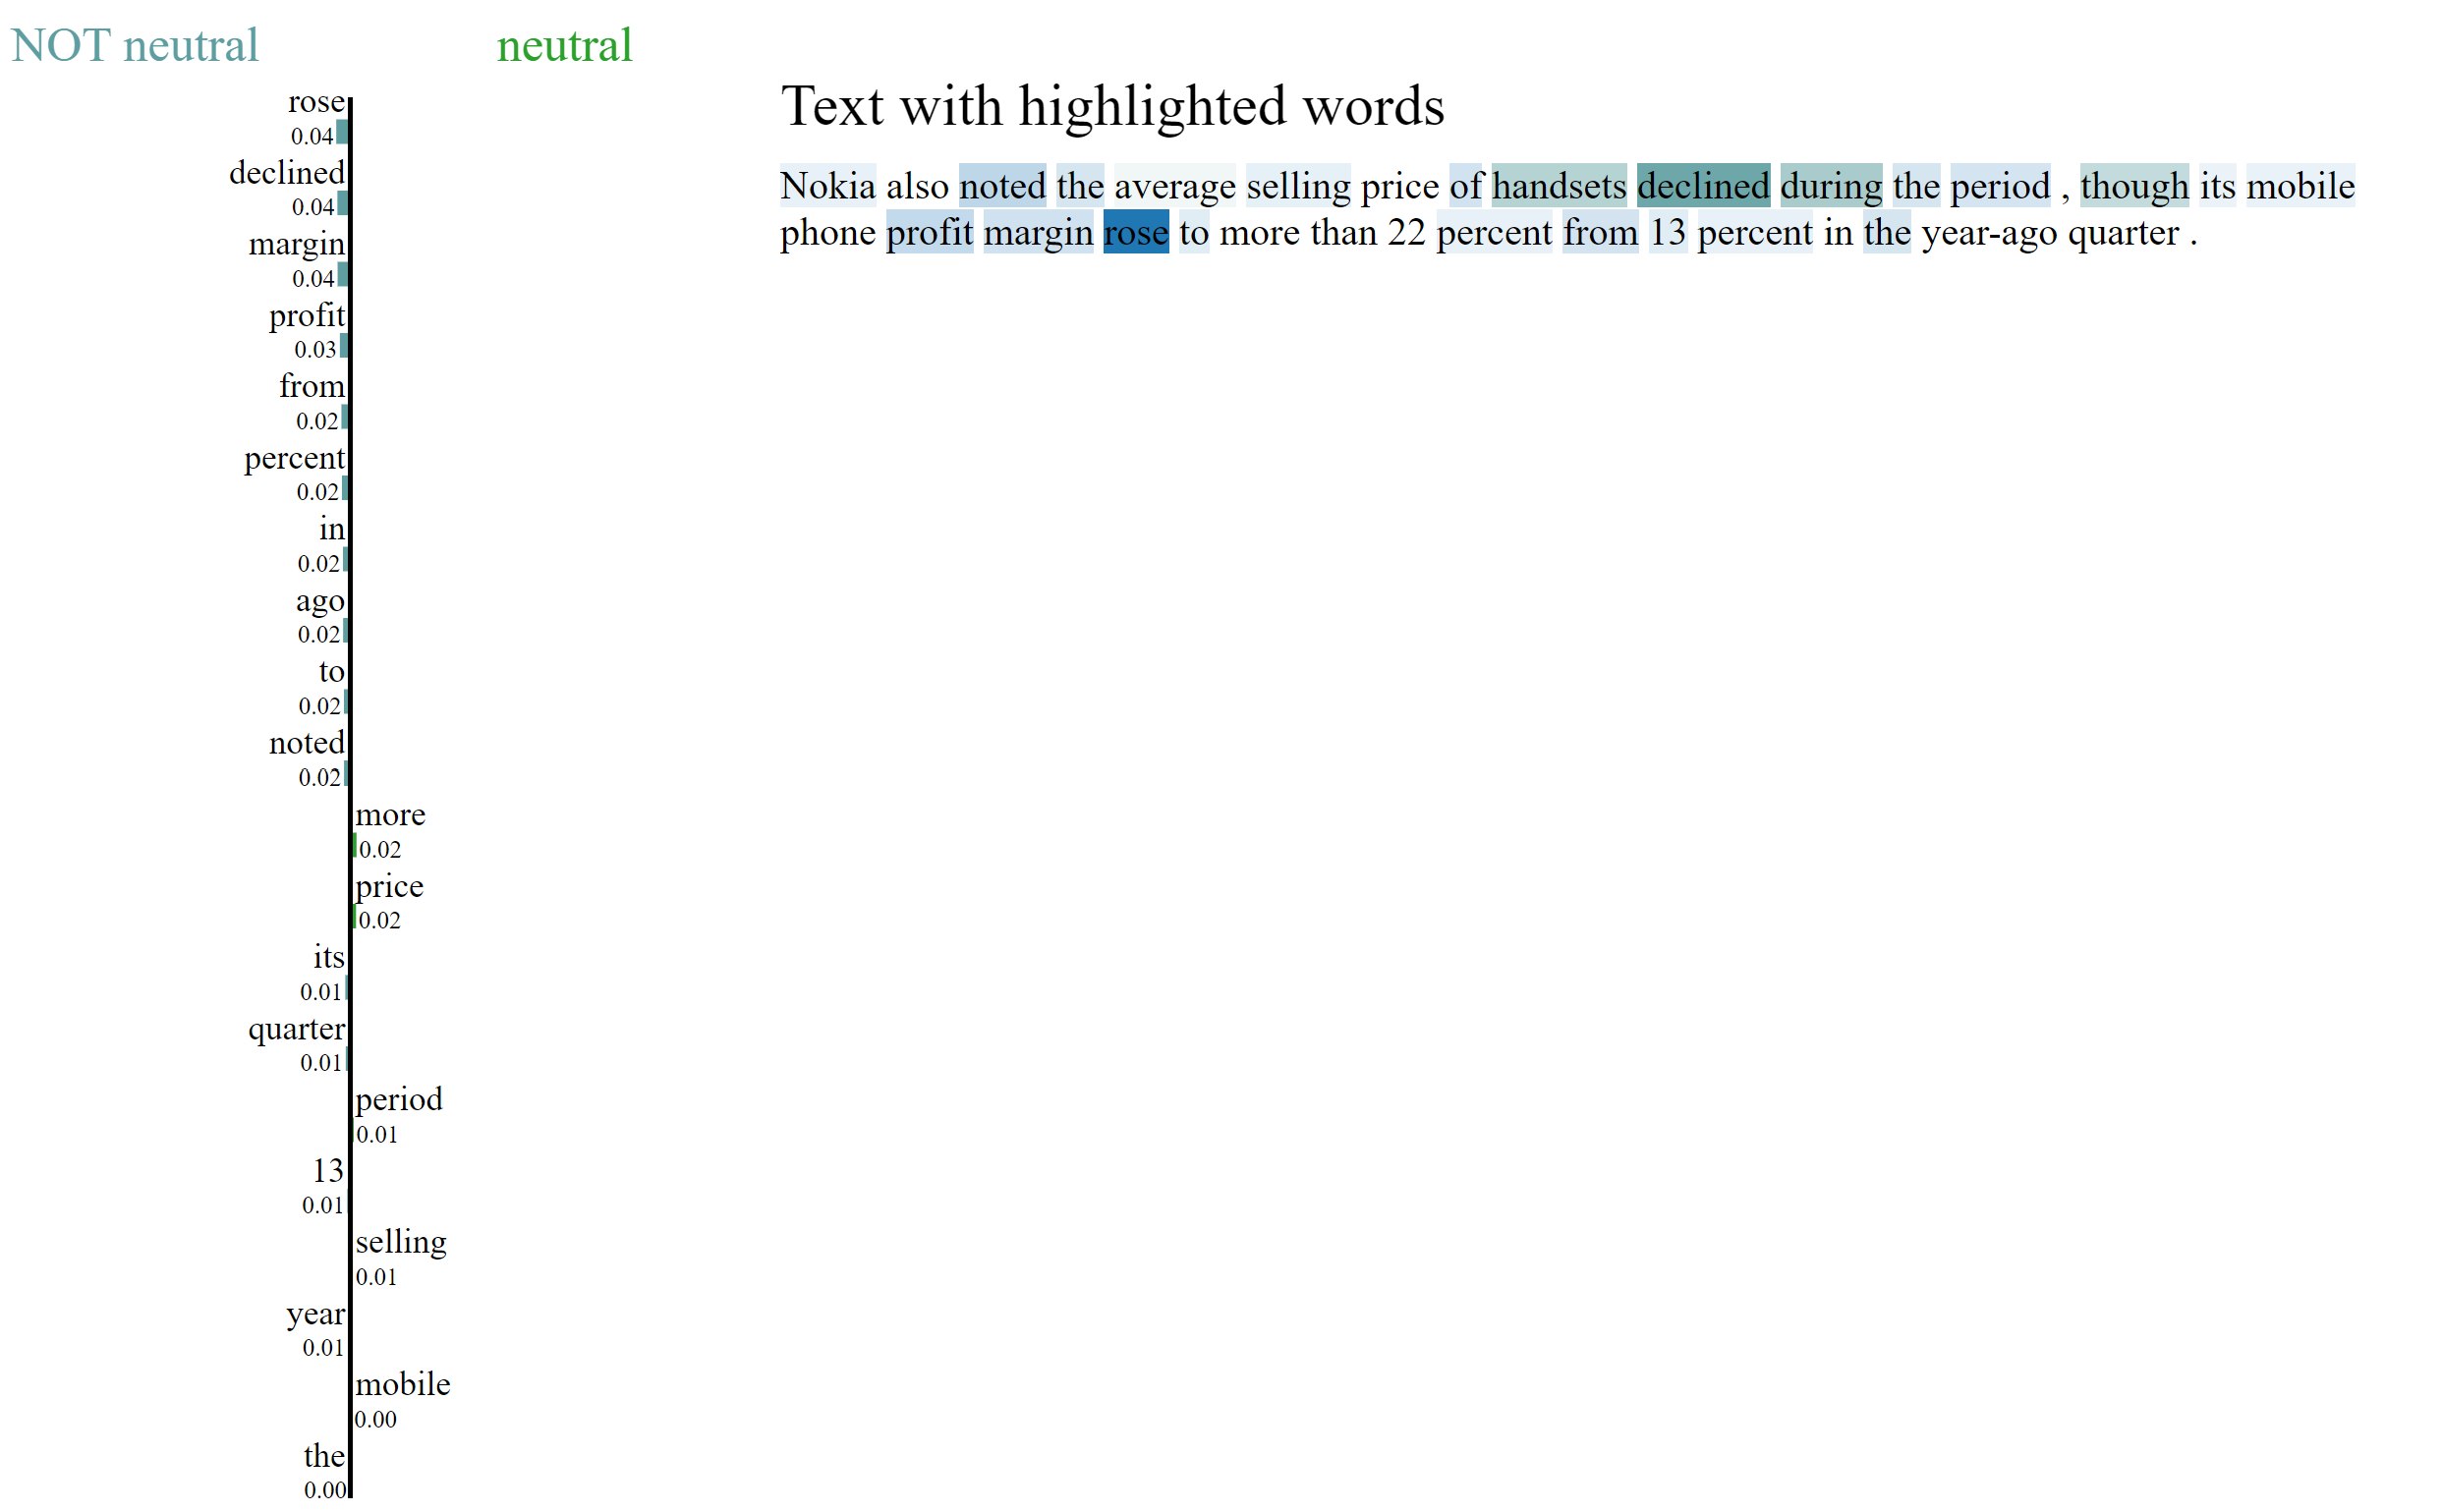 NOT neutral neutral
rose
0.04
declined
0.04
margin
0.04
profit
0.03
from
0.02
percent
0.02
in
0.02
ago
0.02
to
0.02
noted
0.02
more
0.02
price
0.02
its
0.01
quarter
0.01
period
0.01
13
0.01
selling
0.01
year
0.01
mobile
0.00
the
0.00
Text with highlighted words
Nokia also noted the average selling price of handsets declined during the period , though its mobile
phone profit margin rose to more than 22 percent from 13 percent in the year-ago quarter .